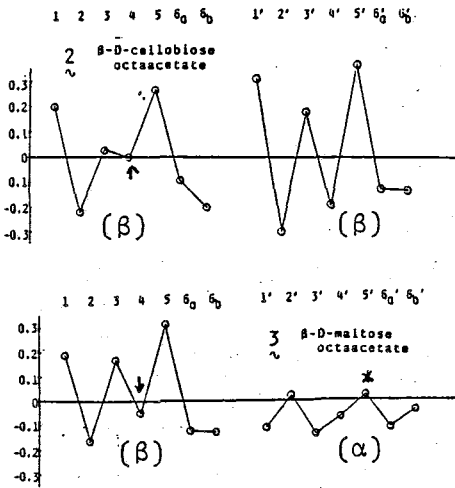 1 2 3 4 5 6a 6b 1' 2' 3' 4' 5' 6a' 6b'
2 β-D-cellobiose
octaacetate
0.3
0.2
0.1
0
0.1
-0.2
-0.3
(β) (β)
1 2 3 4 5 6a 6b 1' 2' 3' 4' 5' 6a' 6b'
3 β-D-maltose
octaacetate
0.3
0.2
0.1
0
-0.1
-0.2
-0.3
(β) (α)